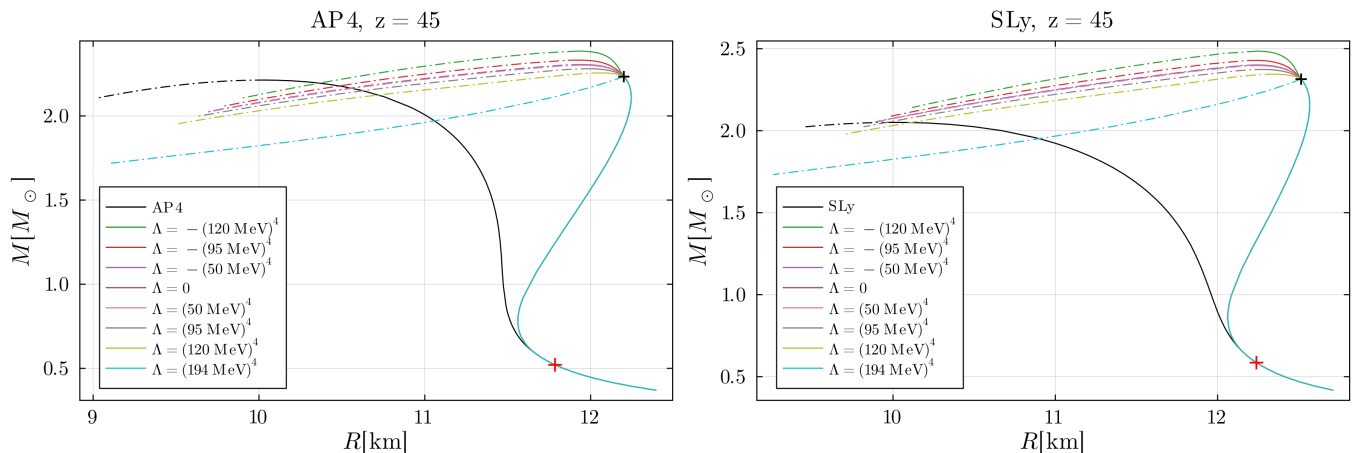 AP4, z = 45
2.0
1.5
1.0
0.5
M[M⊙]
AP4
Λ = −(120 MeV)⁴
Λ = −(95 MeV)⁴
Λ = −(50 MeV)⁴
Λ = 0
Λ = (50 MeV)⁴
Λ = (95 MeV)⁴
Λ = (120 MeV)⁴
Λ = (194 MeV)⁴
9 10 11 12
R[km]
SLy, z = 45
2.5
2.0
1.5
1.0
0.5
M[M⊙]
SLy
Λ = −(120 MeV)⁴
Λ = −(95 MeV)⁴
Λ = −(50 MeV)⁴
Λ = 0
Λ = (50 MeV)⁴
Λ = (95 MeV)⁴
Λ = (120 MeV)⁴
Λ = (194 MeV)⁴
10 11 12
R[km]